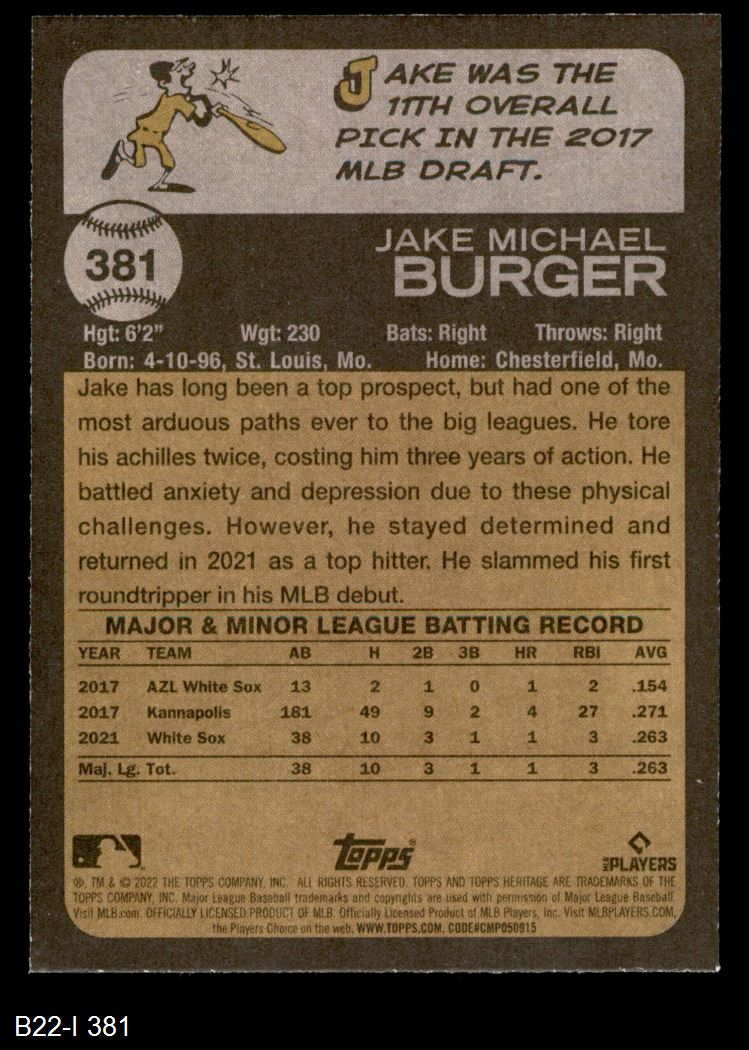 JAKE WAS THE
11TH OVERALL
PICK IN THE 2017
MLB DRAFT.
381
JAKE MICHAEL
BURGER
Hgt: 6'2" Wgt: 230 Bats: Right Throws: Right
Born: 4-10-96, St. Louis, Mo. Home: Chesterfield, Mo.
Jake has long been a top prospect, but had one of the
most arduous paths ever to the big leagues. He tore
his achilles twice, costing him three years of action. He
battled anxiety and depression due to these physical
challenges. However, he stayed determined and
returned in 2021 as a top hitter. He slammed his first
roundtripper in his MLB debut.
MAJOR & MINOR LEAGUE BATTING RECORD
YEAR TEAM AB H 2B 3B HR RBI AVG
2017 AZL White Sox 13 2 1 0 1 2 .154
2017 Kannapolis 181 49 9 2 4 27 .271
2021 White Sox 38 10 3 1 1 3 .263
Maj. Lg. Tot. 38 10 3 1 1 3 .263
Topps
MLB PLAYERS
®, TM & © 2022 THE TOPPS COMPANY, INC. ALL RIGHTS RESERVED. TOPPS AND TOPPS HERITAGE ARE TRADEMARKS OF THE
TOPPS COMPANY, INC. Major League Baseball trademarks and copyrights are used with permission of Major League Baseball.
Visit MLB.com. OFFICIALLY LICENSED PRODUCT OF MLB. Officially Licensed Product of MLB Players, Inc. Visit MLBPLAYERS.COM,
the Players Choice on the web. WWW.TOPPS.COM. CODE#CMP050915
B22-I 381